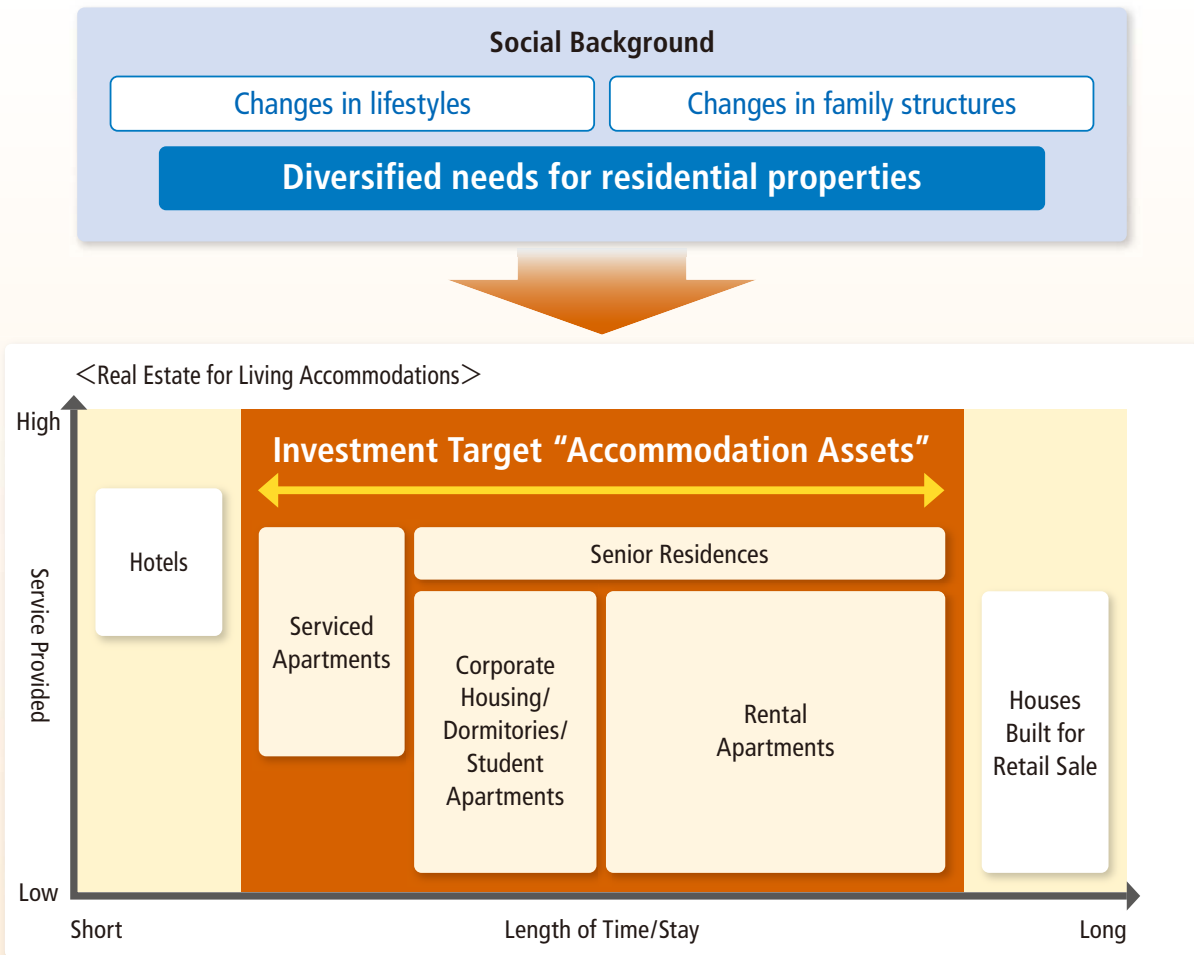 Social Background
Changes in lifestyles
Changes in family structures
Diversified needs for residential properties
＜Real Estate for Living Accommodations＞
High
Investment Target “Accommodation Assets”
Hotels
Senior Residences
Serviced
Apartments
Corporate
Housing/
Dormitories/
Student
Apartments
Rental
Apartments
Houses
Built for
Retail Sale
Service Provided
Low
Short
Length of Time/Stay
Long